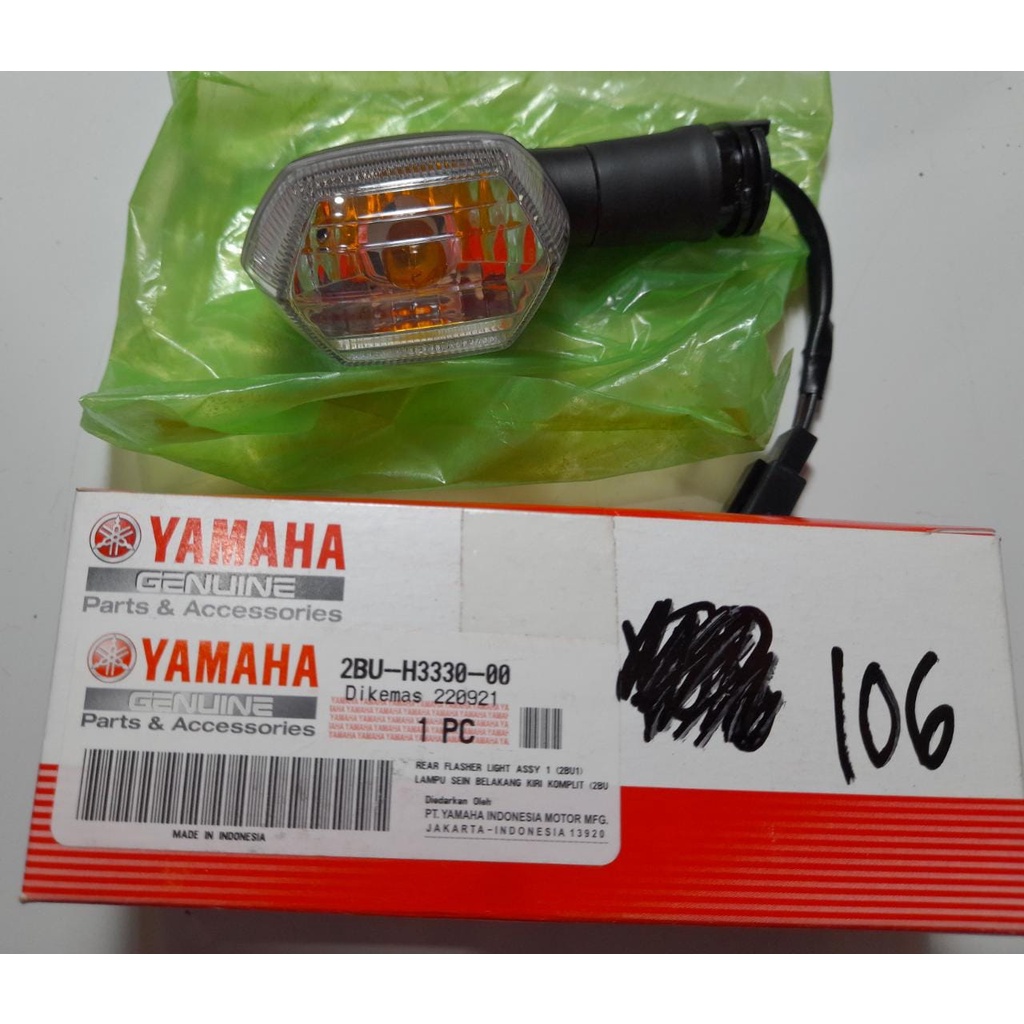 YAMAHA
GENUINE
Parts & Accessories
YAMAHA
GENUINE
Parts & Accessories
2BU-H3330-00
Dikemas 220921
1 PC
REAR FLASHER LIGHT ASSY 1 (2BU1)
LAMPU SEIN BELAKANG KIRI KOMPLIT (2BU
Diedarkan Oleh
PT. YAMAHA INDONESIA MOTOR MFG.
JAKARTA-INDONESIA 13920
MADE IN INDONESIA
106